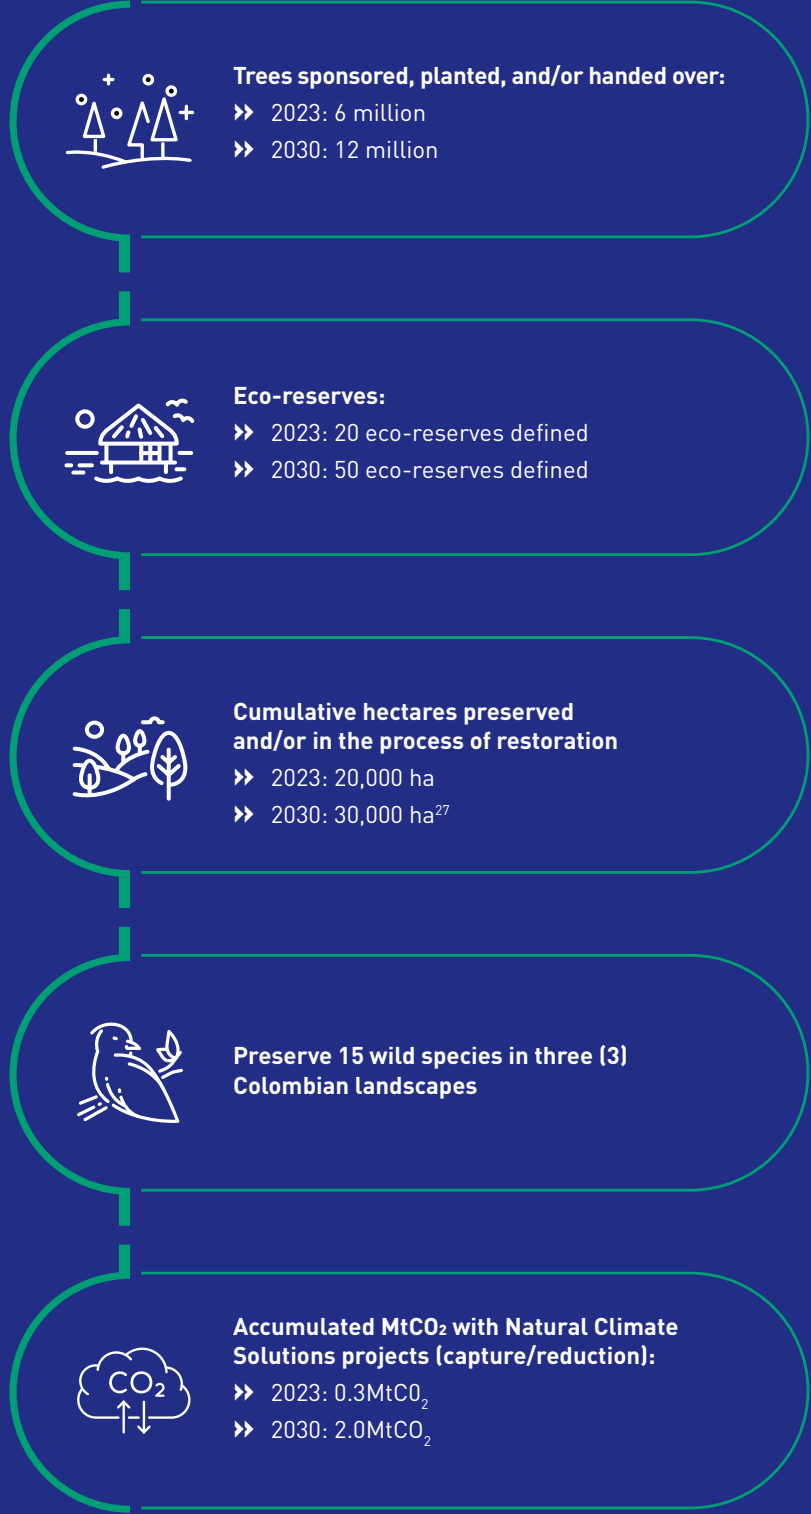 Trees sponsored, planted, and/or handed over:
» 2023: 6 million
» 2030: 12 million
Eco-reserves:
» 2023: 20 eco-reserves defined
» 2030: 50 eco-reserves defined
Cumulative hectares preserved
and/or in the process of restoration
» 2023: 20,000 ha
» 2030: 30,000 ha²⁷
Preserve 15 wild species in three (3)
Colombian landscapes
CO₂
Accumulated MtCO₂ with Natural Climate
Solutions projects (capture/reduction):
» 2023: 0.3MtC0₂
» 2030: 2.0MtCO₂